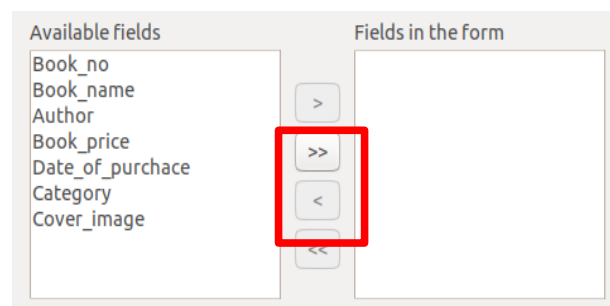 Available fields
Fields in the form
Book_no
Book_name
Author
Book_price
Date_of_purchace
Category
Cover_image
>
>>
<
<<